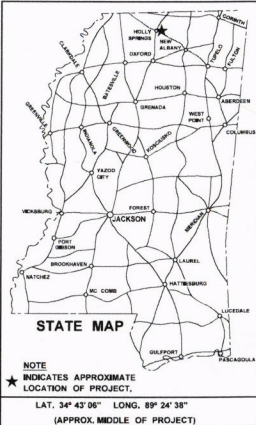 CORINTH
HOLLY
SPRINGS
NEW
ALBANY
CLARKSDALE
OXFORD
TUPELO
FULTON
BATESVILLE
HOUSTON
ABERDEEN
GREENVILLE
GRENADA
WEST
POINT
COLUMBUS
INDIANOLA
GREENWOOD
KOSCIUSKO
YAZOO
CITY
VICKSBURG
JACKSON
FOREST
MERIDIAN
PORT
GIBSON
BROOKHAVEN
LAUREL
NATCHEZ
HATTIESBURG
MC COMB
LUCEDALE
STATE MAP
GULFPORT
PASCAGOULA
NOTE
INDICATES APPROXIMATE
LOCATION OF PROJECT.
LAT. 34° 43' 06" LONG. 89° 24' 38"
(APPROX. MIDDLE OF PROJECT)